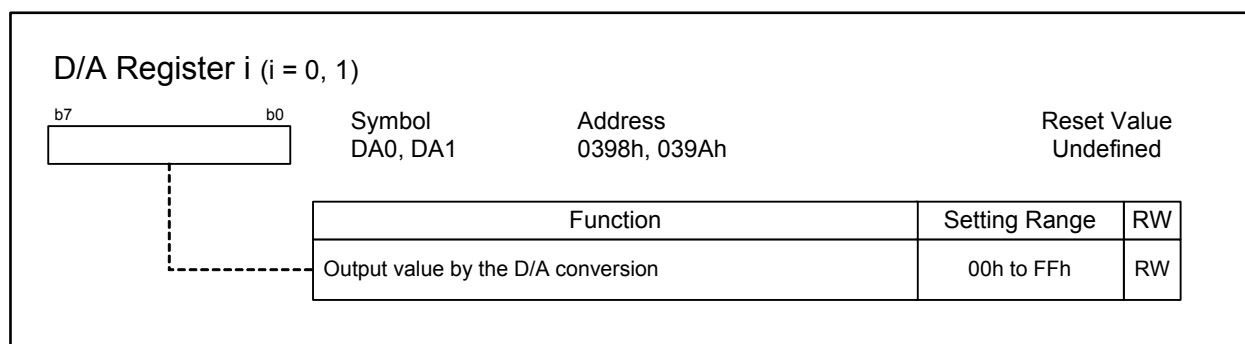 D/A Register i (i = 0, 1)
b7 b0
Symbol Address Reset Value
DA0, DA1 0398h, 039Ah Undefined
Function Setting Range RW
Output value by the D/A conversion 00h to FFh RW